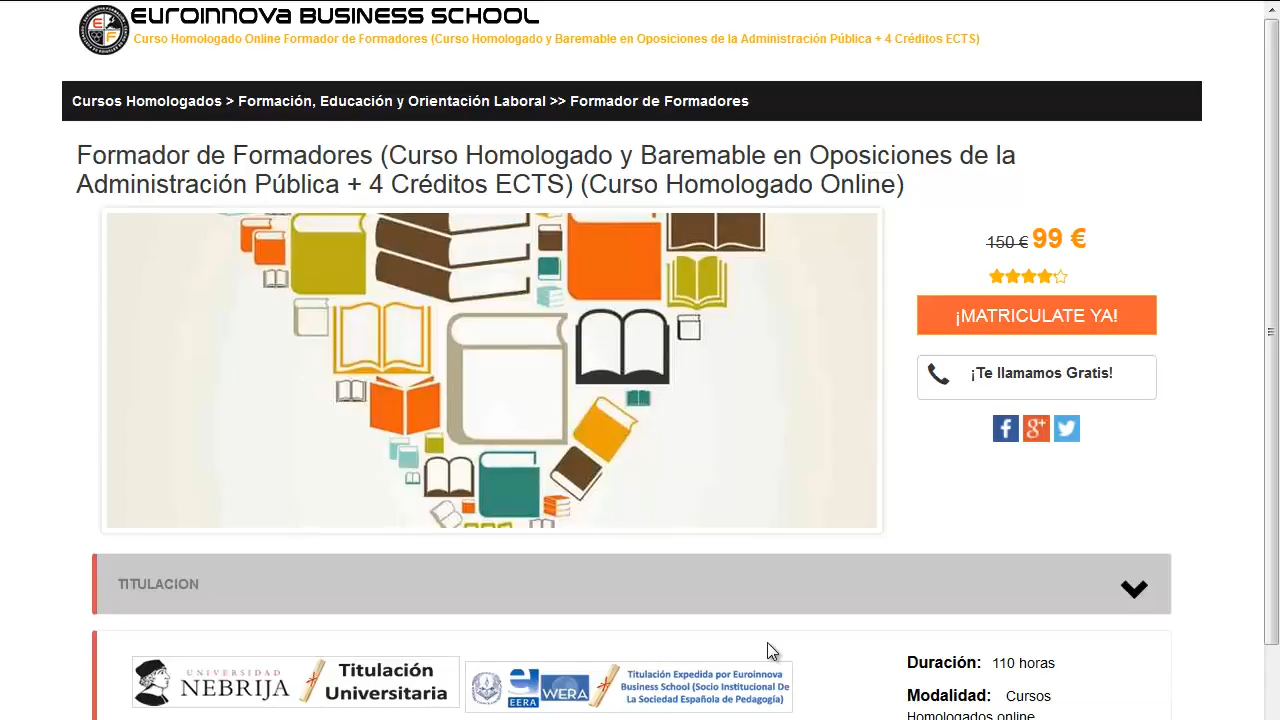 EUROINNOVA BUSINESS SCHOOL
Curso Homologado Online Formador de Formadores (Curso Homologado y Baremable en Oposiciones de la Administración Pública + 4 Créditos ECTS)
Cursos Homologados > Formación, Educación y Orientación Laboral >> Formador de Formadores
Formador de Formadores (Curso Homologado y Baremable en Oposiciones de la
Administración Pública + 4 Créditos ECTS) (Curso Homologado Online)
150 € 99 €
¡MATRICULATE YA!
¡Te llamamos Gratis!
TITULACION
UNIVERSIDAD
NEBRIJA
Titulación
Universitaria
EERA
WERA
Titulación Expedida por Euroinnova
Business School (Socio Institucional De
La Sociedad Española de Pedagogía)
Duración: 110 horas
Modalidad: Cursos
Homologados online